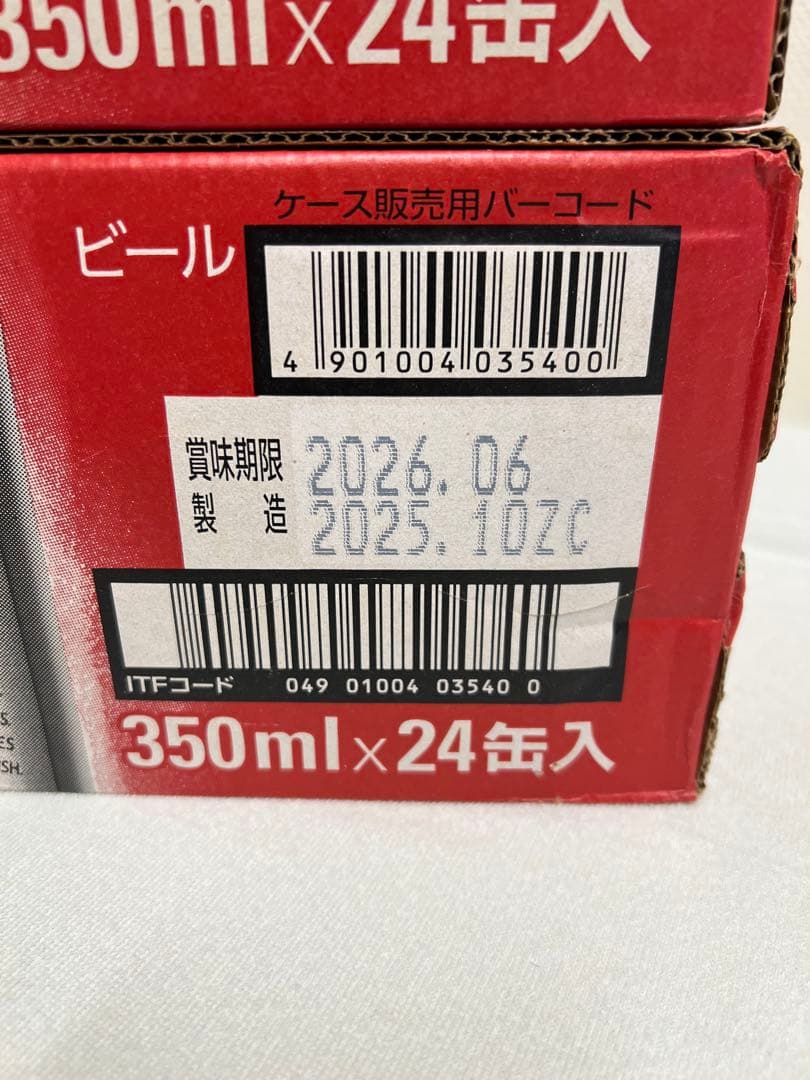 350ml×24缶入
ケース販売用バーコード
ビール
4 901004 035400
賞味期限 2026.06
製造 2025.10ZC
ITFコード 049 01004 03540 0
S.
ES
ISH.
350ml×24缶入